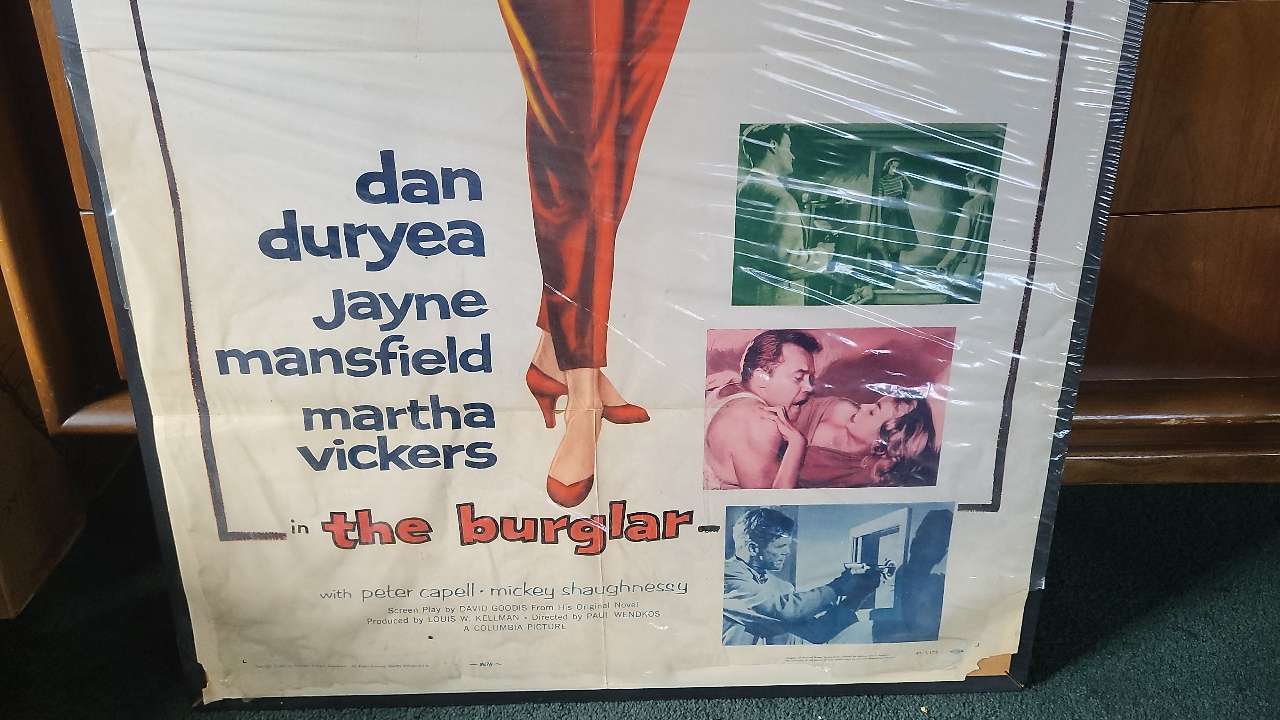 dan
duryea
Jayne
mansfield
martha
vickers
in the burglar
with peter capell · mickey shaughnessy
Screen Play by DAVID GOODIS From His Original Novel
Produced by LOUIS W. KELLMAN · Directed by PAUL WENDKOS
A COLUMBIA PICTURE